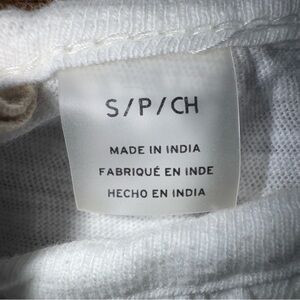 S/P/CH
MADE IN INDIA
FABRIQUÉ EN INDE
HECHO EN INDIA